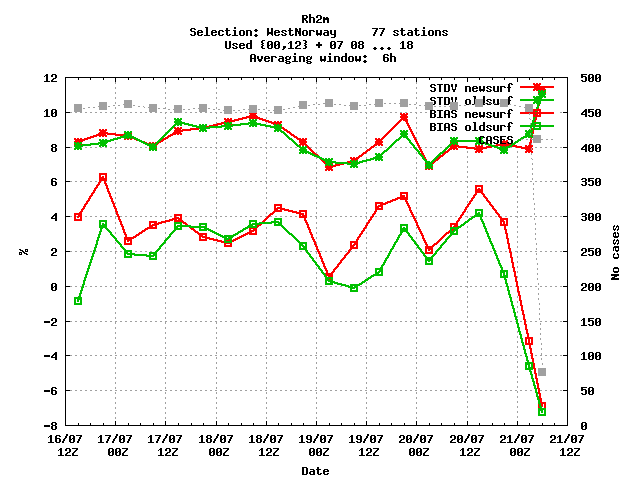 Rh2m
Selection: WestNorway 77 stations
Used {00,12} + 07 08 ... 18
Averaging window: 6h
STDV newsurf
STDV oldsurf
BIAS newsurf
BIAS oldsurf
CASES
12
10
8
6
4
2
0
-2
-4
-6
-8
%
500
450
400
350
300
250
200
150
100
50
0
No cases
16/07 17/07 17/07 18/07 18/07 19/07 19/07 20/07 20/07 21/07 21/07
12Z 00Z 12Z 00Z 12Z 00Z 12Z 00Z 12Z 00Z 12Z
Date